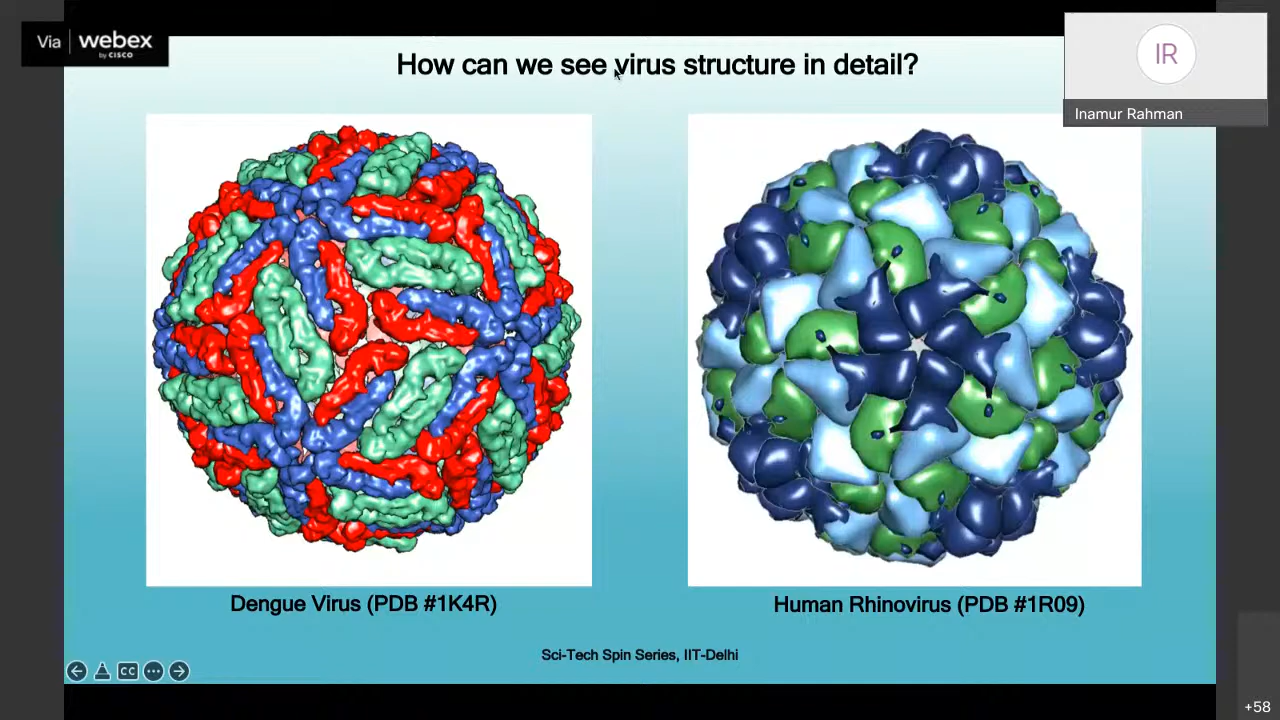 Via webex
by CISCO
How can we see virus structure in detail?
IR
Inamur Rahman
Dengue Virus (PDB #1K4R)
Human Rhinovirus (PDB #1R09)
Sci-Tech Spin Series, IIT-Delhi
CC
+58